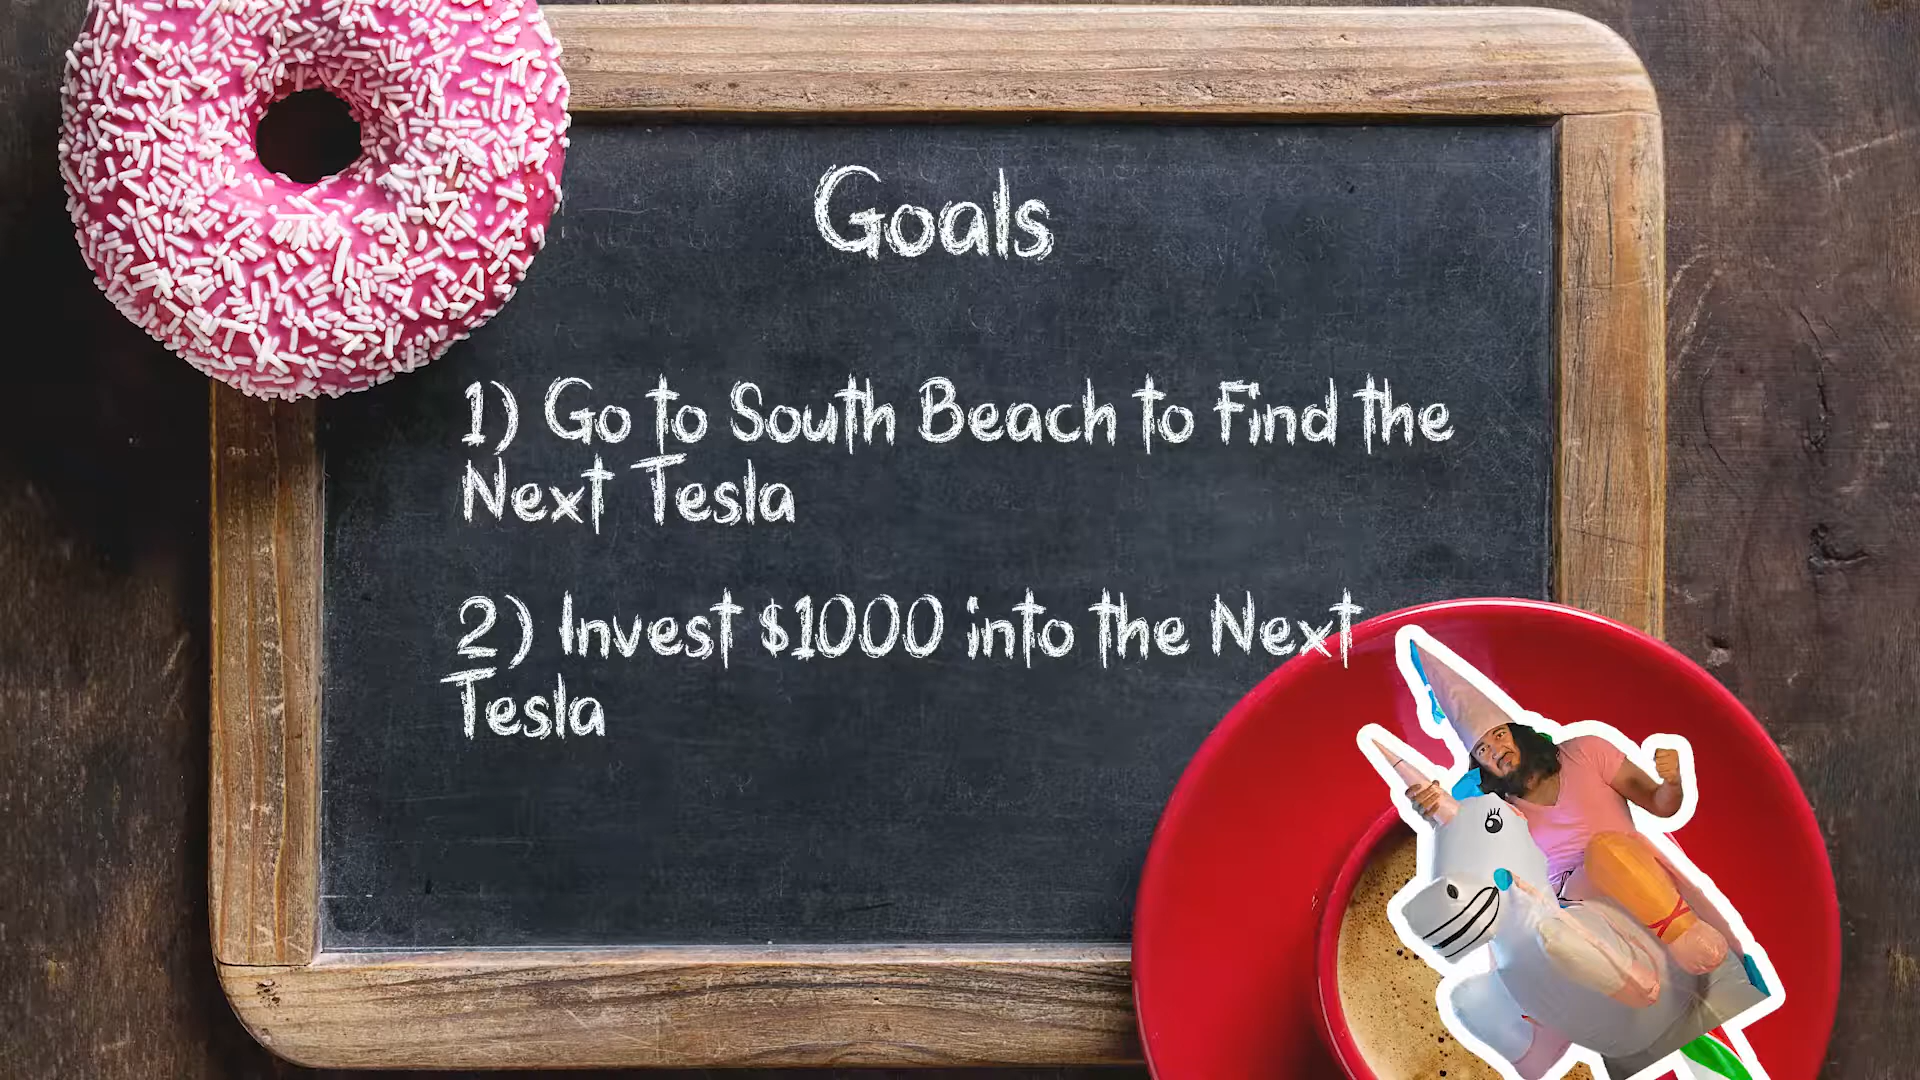 Goals
1) Go to South Beach to Find the
Next Tesla
2) Invest $1000 into the Next
Tesla